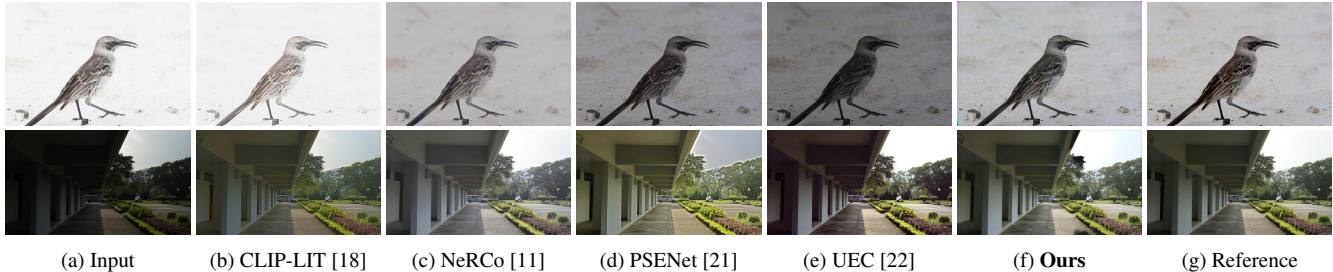 (a) Input (b) CLIP-LIT [18] (c) NeRCo [11] (d) PSENet [21] (e) UEC [22] (f) Ours (g) Reference